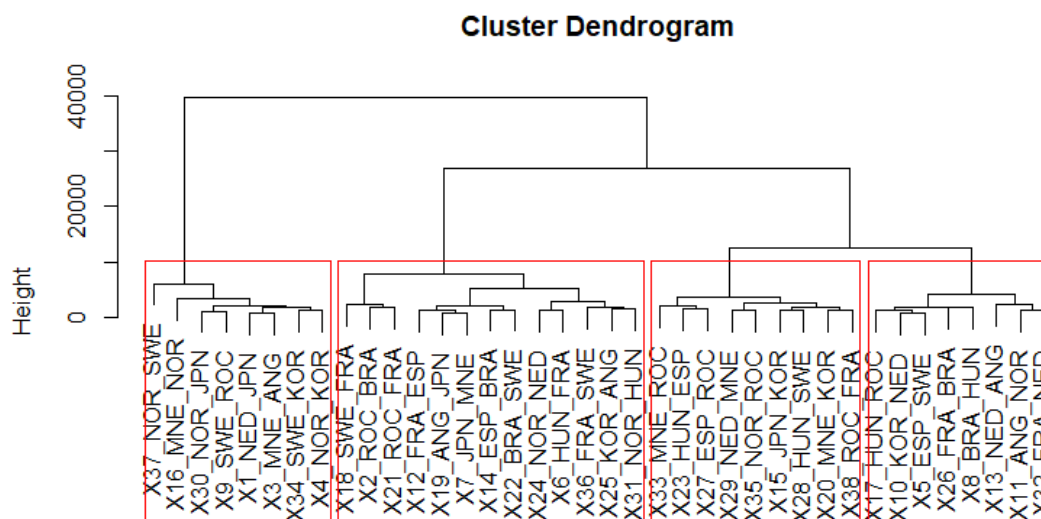 Cluster Dendrogram
Height
40000
20000
0
X37_NOR_SWE
X16_MNE_NOR
X30_NOR_JPN
X9_SWE_ROC
X1_NED_JPN
X3_MNE_ANG
X34_SWE_KOR
X4_NOR_KOR
X18_SWE_FRA
X2_ROC_BRA
X21_ROC_FRA
X12_FRA_ESP
X19_ANG_JPN
X7_JPN_MNE
X14_ESP_BRA
X22_BRA_SWE
X24_NOR_NED
X6_HUN_FRA
X36_FRA_SWE
X25_KOR_ANG
X31_NOR_HUN
X33_MNE_ROC
X23_HUN_ESP
X27_ESP_ROC
X29_NED_MNE
X35_NOR_ROC
X15_JPN_KOR
X28_HUN_SWE
X20_MNE_KOR
X38_ROC_FRA
X17_HUN_ROC
X10_KOR_NED
X5_ESP_SWE
X26_FRA_BRA
X8_BRA_HUN
X13_NED_ANG
X11_ANG_NOR